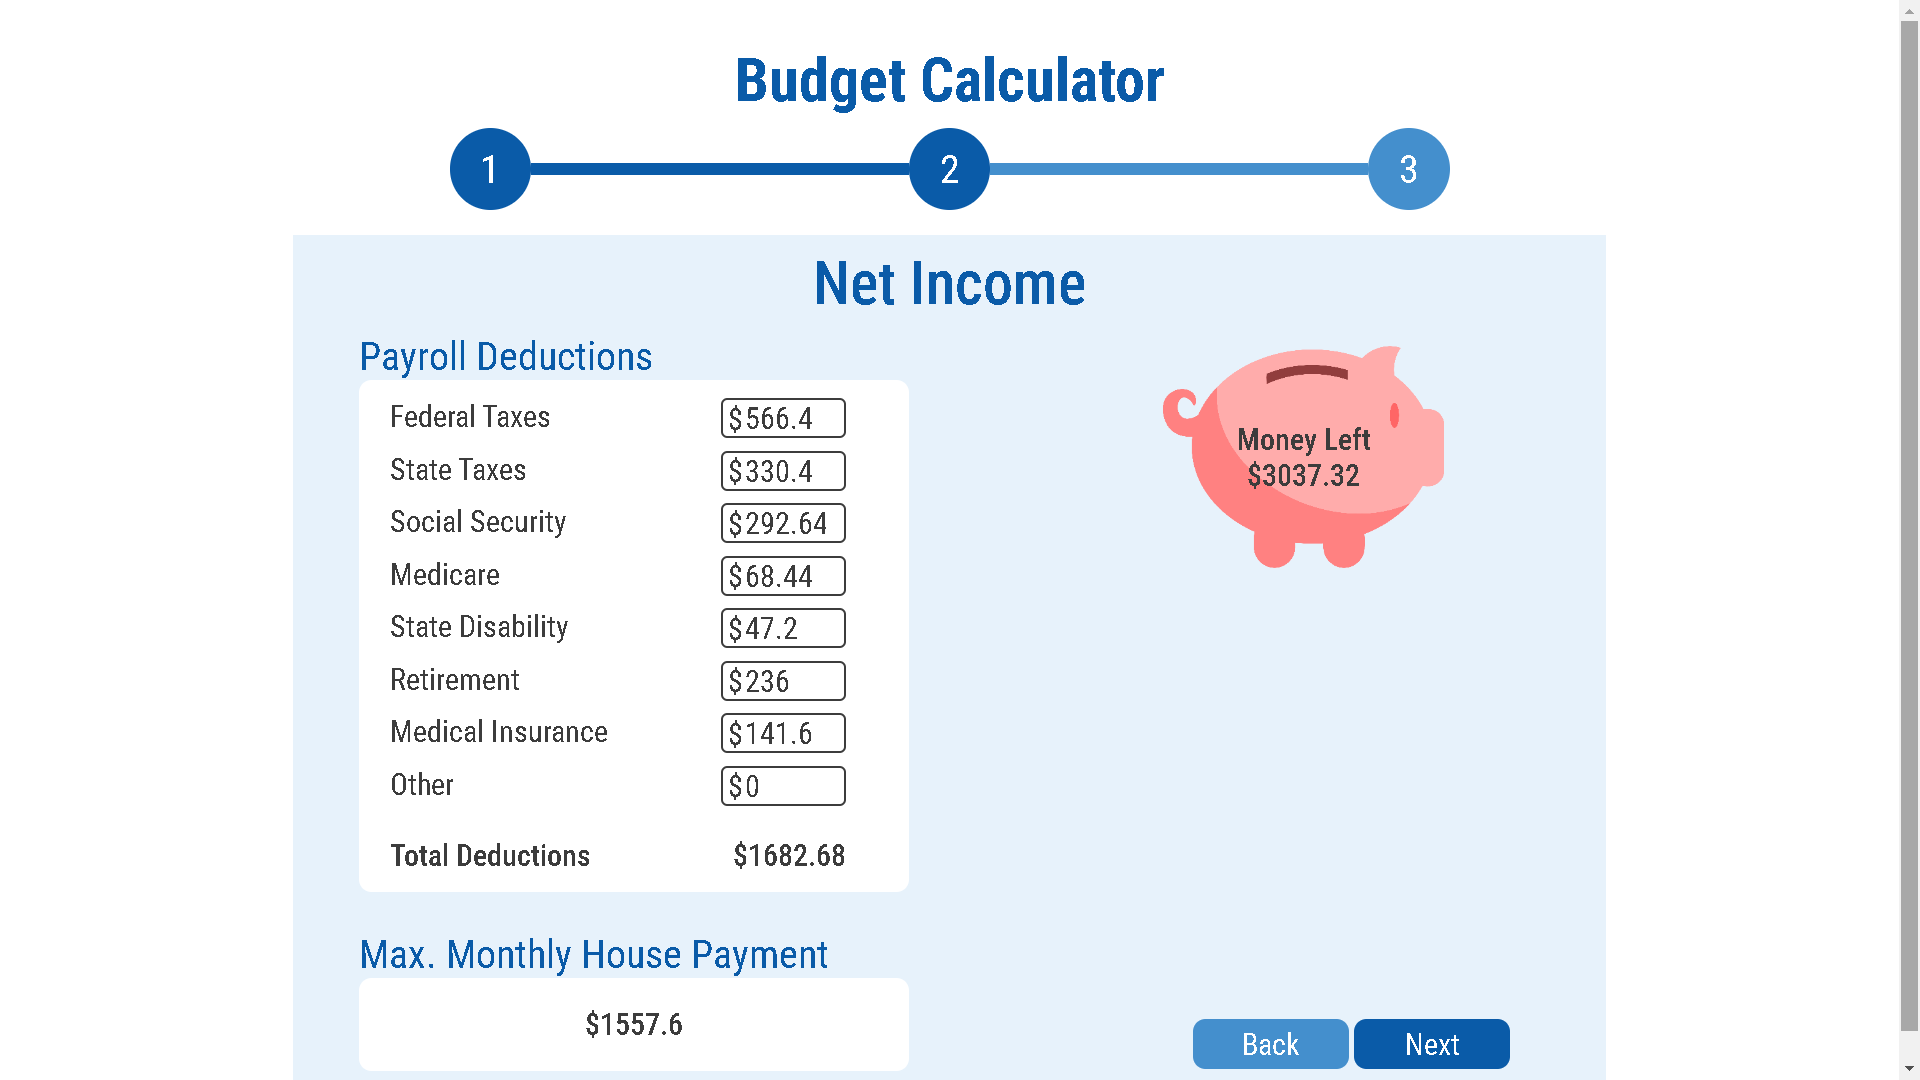 Budget Calculator
1 2 3
Net Income
Payroll Deductions
Federal Taxes $566.4
State Taxes $330.4
Social Security $292.64
Medicare $68.44
State Disability $47.2
Retirement $236
Medical Insurance $141.6
Other $0
Total Deductions $1682.68
Money Left
$3037.32
Max. Monthly House Payment
$1557.6
Back Next